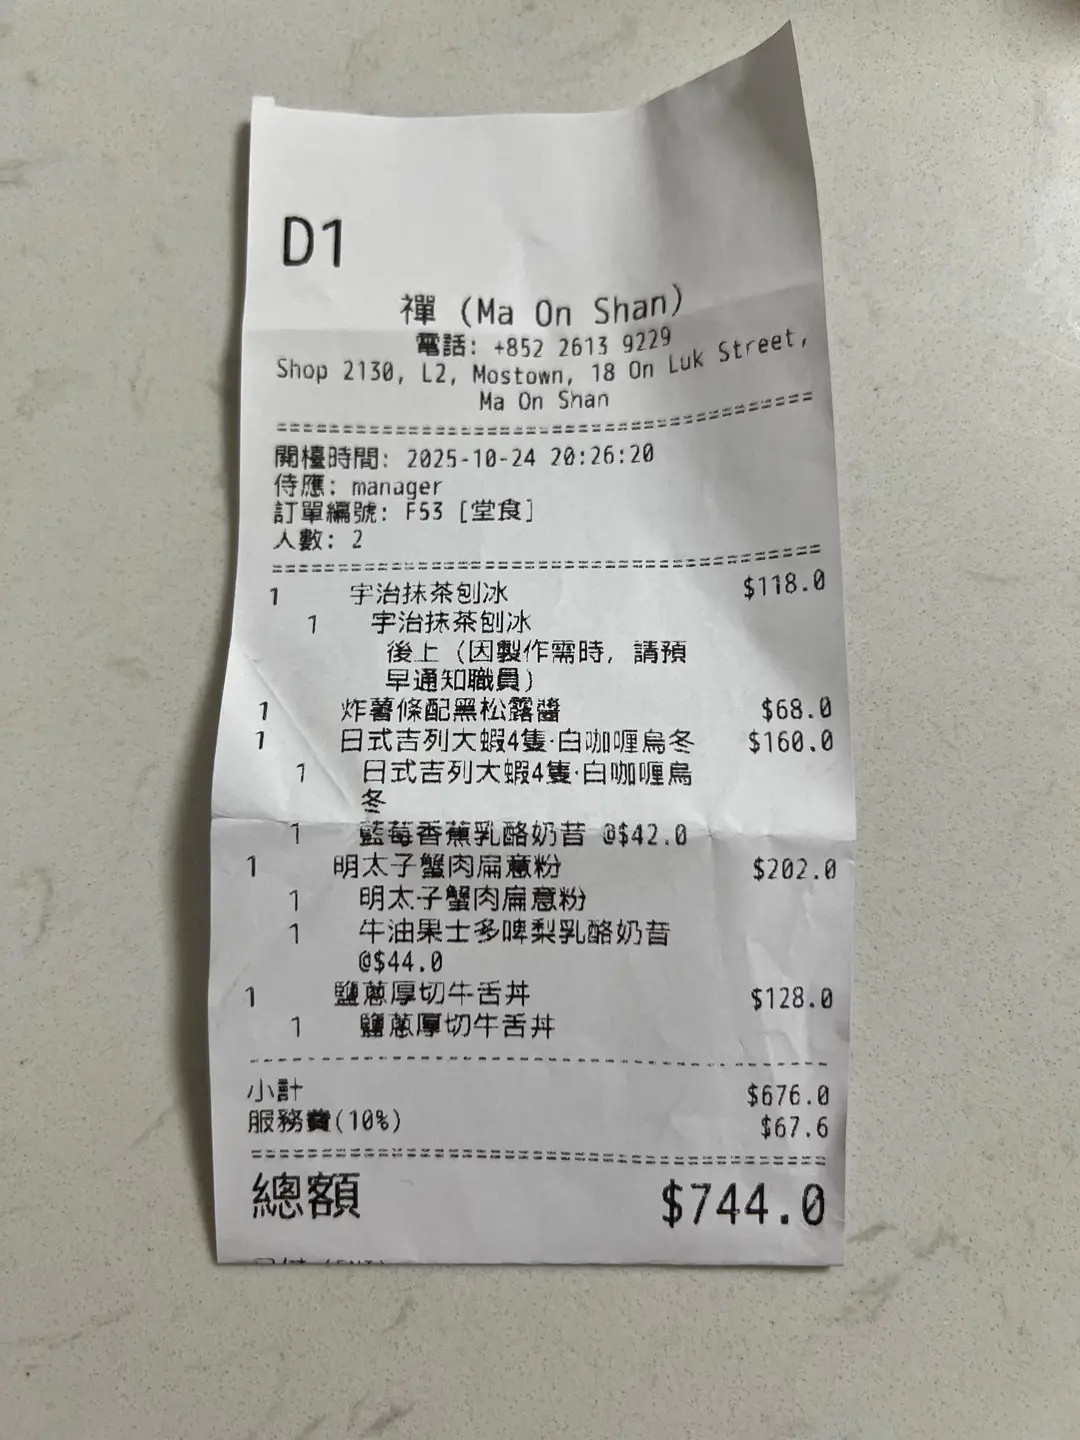 D1
禪 (Ma On Shan)
電話: +852 2613 9229
Shop 2130, L2, Mostown, 18 On Luk Street,
Ma On Shan
開檯時間: 2025-10-24 20:26:20
侍應: manager
訂單編號: F53 [堂食]
人數: 2
1 宇治抹茶刨冰 $118.0
1 宇治抹茶刨冰
後上 (因製作需時, 請預
早通知職員)
1 炸薯條配黑松露醬 $68.0
1 日式吉列大蝦4隻·白咖喱烏冬 $160.0
1 日式吉列大蝦4隻·白咖喱烏
冬
1 藍莓香蕉乳酪奶昔 @$42.0
1 明太子蟹肉扁意粉 $202.0
1 明太子蟹肉扁意粉
1 牛油果士多啤梨乳酪奶昔
@$44.0
1 鹽蔥厚切牛舌丼 $128.0
1 鹽蔥厚切牛舌丼
小計 $676.0
服務費(10%) $67.6
總額 $744.0